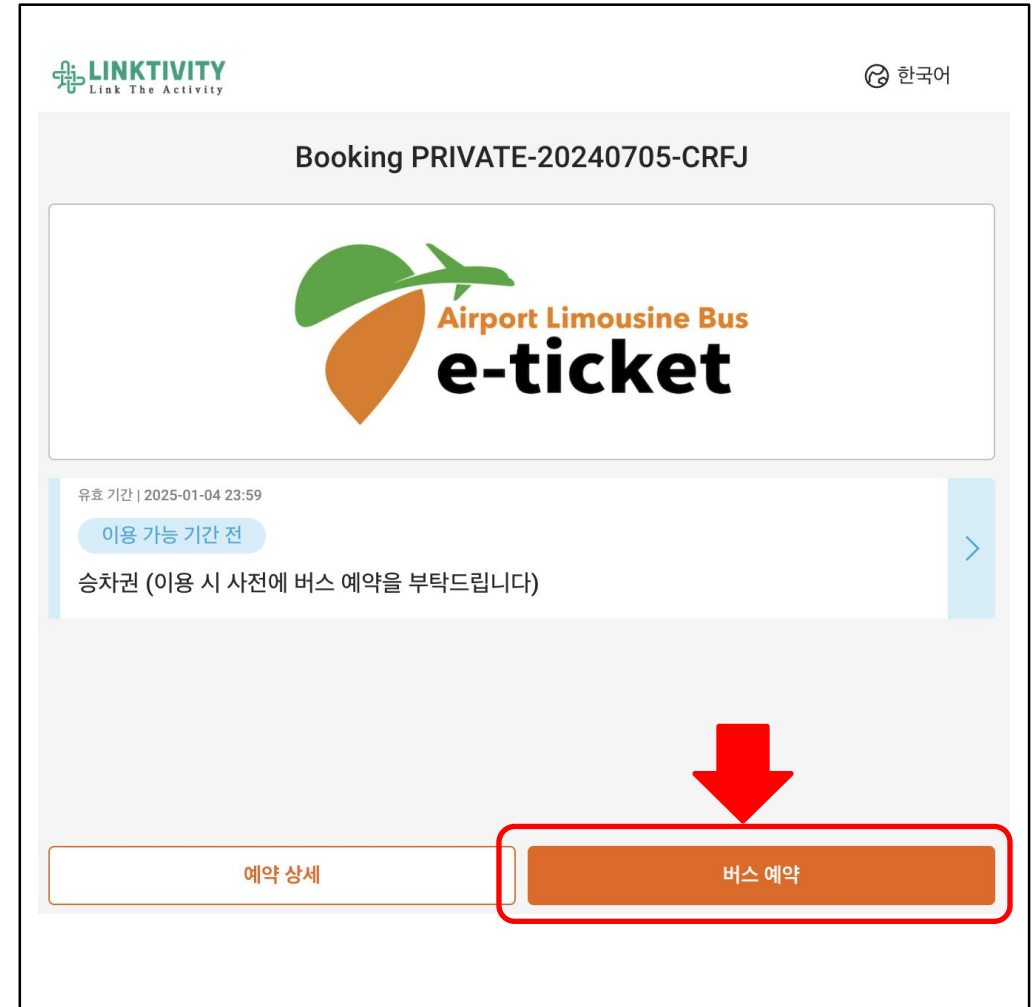 LINKTIVITY
Link The Activity
한국어
Booking PRIVATE-20240705-CRFJ
Airport Limousine Bus
e-ticket
유효 기간 | 2025-01-04 23:59
이용 가능 기간 전
승차권 (이용 시 사전에 버스 예약을 부탁드립니다)
예약 상세
버스 예약